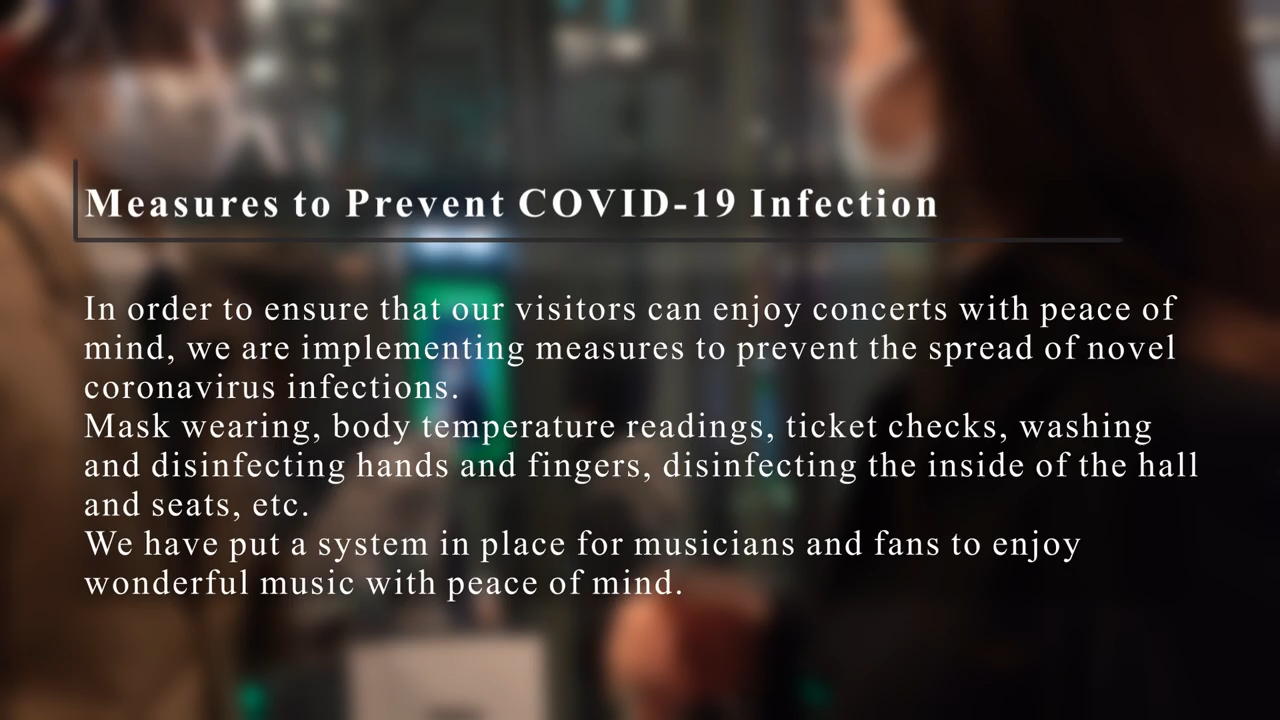 Measures to Prevent COVID-19 Infection
In order to ensure that our visitors can enjoy concerts with peace of
mind, we are implementing measures to prevent the spread of novel
coronavirus infections.
Mask wearing, body temperature readings, ticket checks, washing
and disinfecting hands and fingers, disinfecting the inside of the hall
and seats, etc.
We have put a system in place for musicians and fans to enjoy
wonderful music with peace of mind.